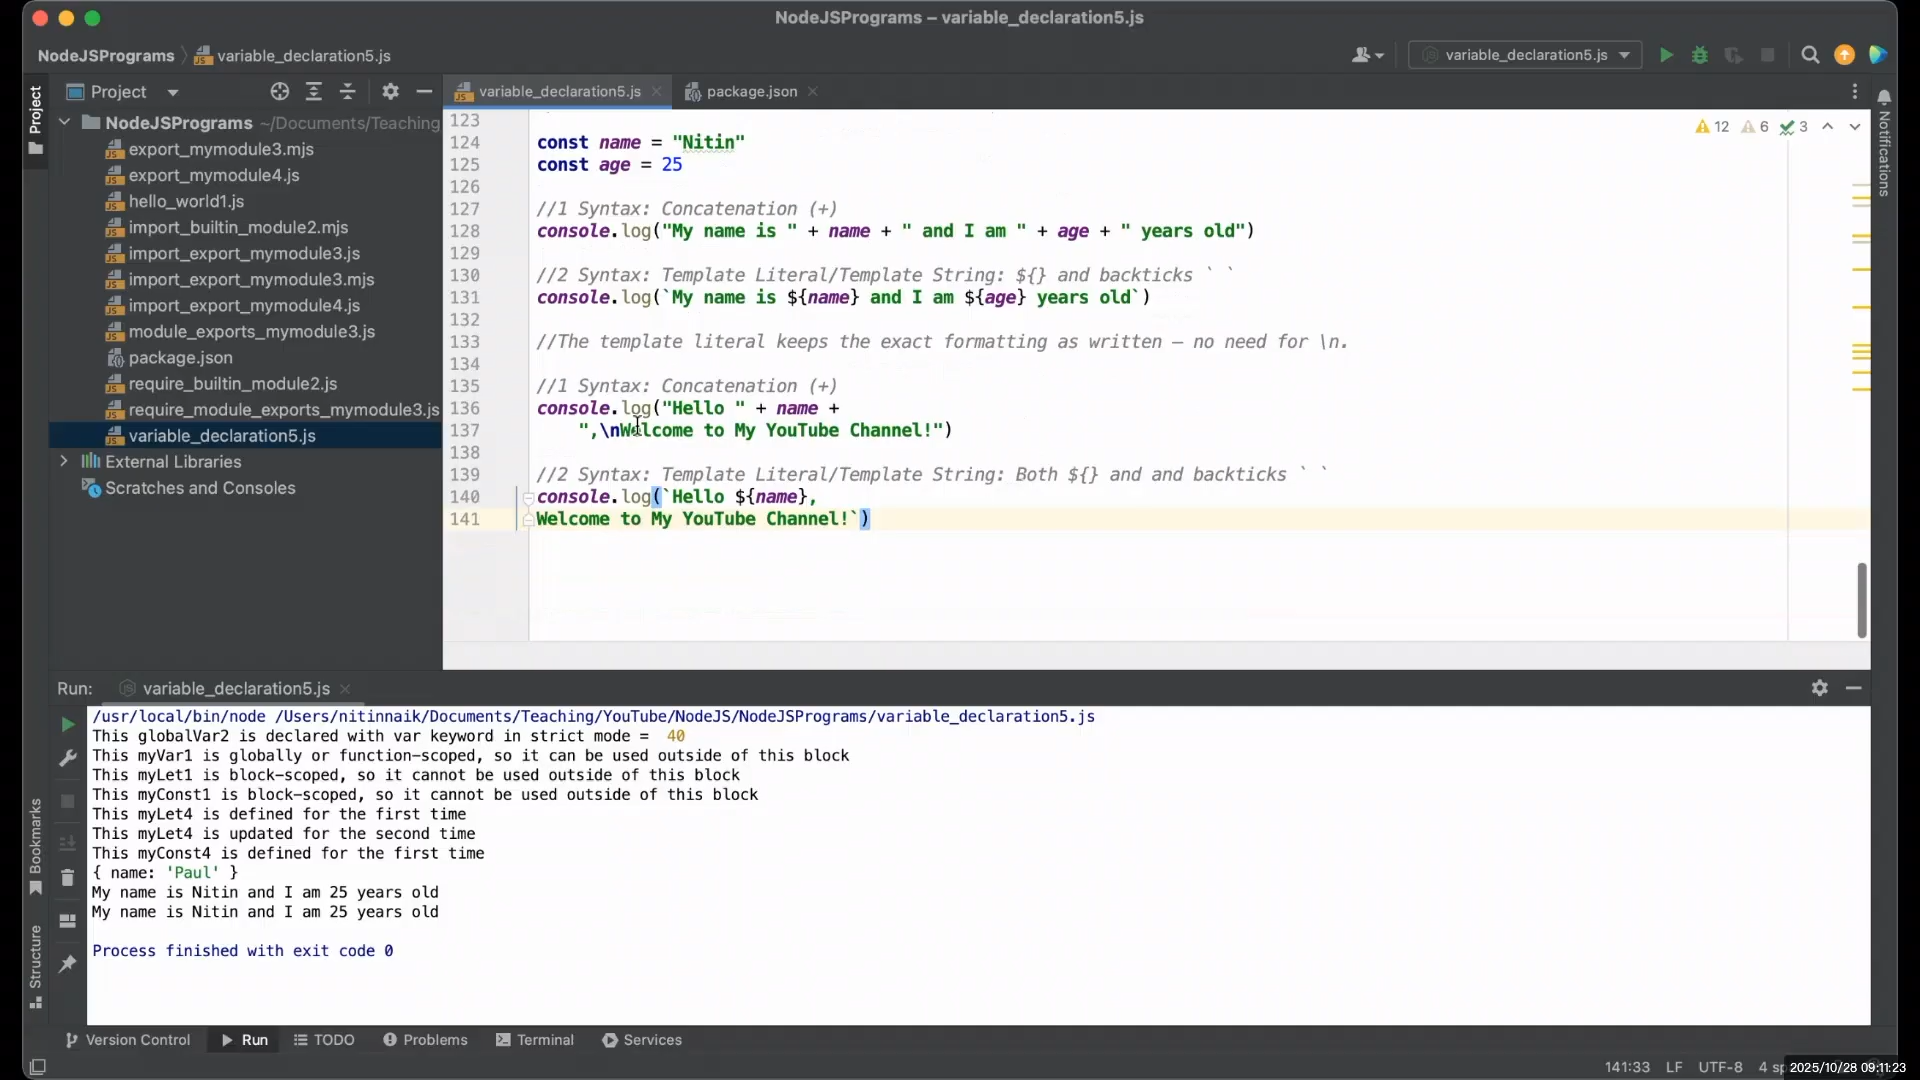 NodeJSPrograms – variable_declaration5.js
NodeJSPrograms
variable_declaration5.js
variable_declaration5.js
Project
Project
variable_declaration5.js
package.json
Notifications
NodeJSPrograms ~/Documents/Teaching
export_mymodule3.mjs
export_mymodule4.js
hello_world1.js
import_builtin_module2.mjs
import_export_mymodule3.js
import_export_mymodule3.mjs
import_export_mymodule4.js
module_exports_mymodule3.js
package.json
require_builtin_module2.js
require_module_exports_mymodule3.js
variable_declaration5.js
External Libraries
Scratches and Consoles
12 6 3
123
124 const name = "Nitin"
125 const age = 25
126
127 //1 Syntax: Concatenation (+)
128 console.log("My name is " + name + " and I am " + age + " years old")
129
130 //2 Syntax: Template Literal/Template String: ${} and backticks ` `
131 console.log(`My name is ${name} and I am ${age} years old`)
132
133 //The template literal keeps the exact formatting as written — no need for \n.
134
135 //1 Syntax: Concatenation (+)
136 console.log("Hello " + name +
137 ",\nWelcome to My YouTube Channel!")
138
139 //2 Syntax: Template Literal/Template String: Both ${} and and backticks ` `
140 console.log(`Hello ${name},
141 Welcome to My YouTube Channel!`)
Run: variable_declaration5.js
/usr/local/bin/node /Users/nitinnaik/Documents/Teaching/YouTube/NodeJS/NodeJSPrograms/variable_declaration5.js
This globalVar2 is declared with var keyword in strict mode =  40
This myVar1 is globally or function-scoped, so it can be used outside of this block
This myLet1 is block-scoped, so it cannot be used outside of this block
This myConst1 is block-scoped, so it cannot be used outside of this block
This myLet4 is defined for the first time
This myLet4 is updated for the second time
This myConst4 is defined for the first time
{ name: 'Paul' }
My name is Nitin and I am 25 years old
My name is Nitin and I am 25 years old
Process finished with exit code 0
Bookmarks
Structure
Version Control
Run
TODO
Problems
Terminal
Services
141:33 LF UTF-8 4 sp
2025/10/28 09:11:23